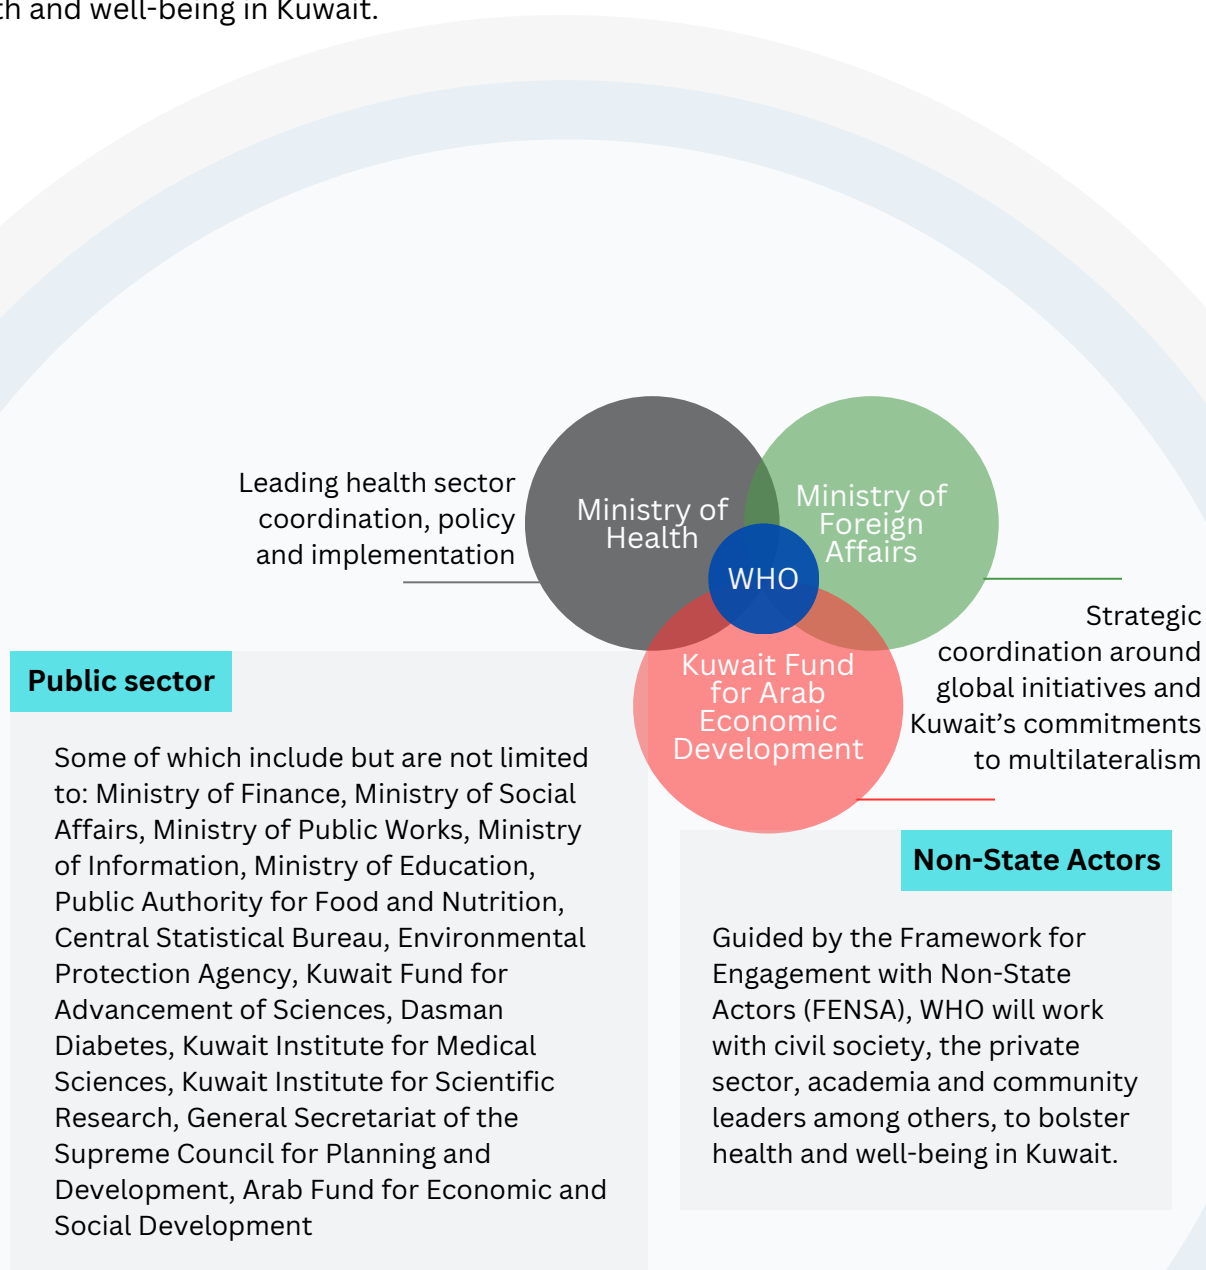 th and well-being in Kuwait.
Leading health sector
coordination, policy
and implementation
Ministry of
Health
Ministry of
Foreign
Affairs
WHO
Kuwait Fund
for Arab
Economic
Development
Strategic
coordination around
global initiatives and
Kuwait’s commitments
to multilateralism
Public sector
Some of which include but are not limited
to: Ministry of Finance, Ministry of Social
Affairs, Ministry of Public Works, Ministry
of Information, Ministry of Education,
Public Authority for Food and Nutrition,
Central Statistical Bureau, Environmental
Protection Agency, Kuwait Fund for
Advancement of Sciences, Dasman
Diabetes, Kuwait Institute for Medical
Sciences, Kuwait Institute for Scientific
Research, General Secretariat of the
Supreme Council for Planning and
Development, Arab Fund for Economic and
Social Development
Non-State Actors
Guided by the Framework for
Engagement with Non-State
Actors (FENSA), WHO will work
with civil society, the private
sector, academia and community
leaders among others, to bolster
health and well-being in Kuwait.